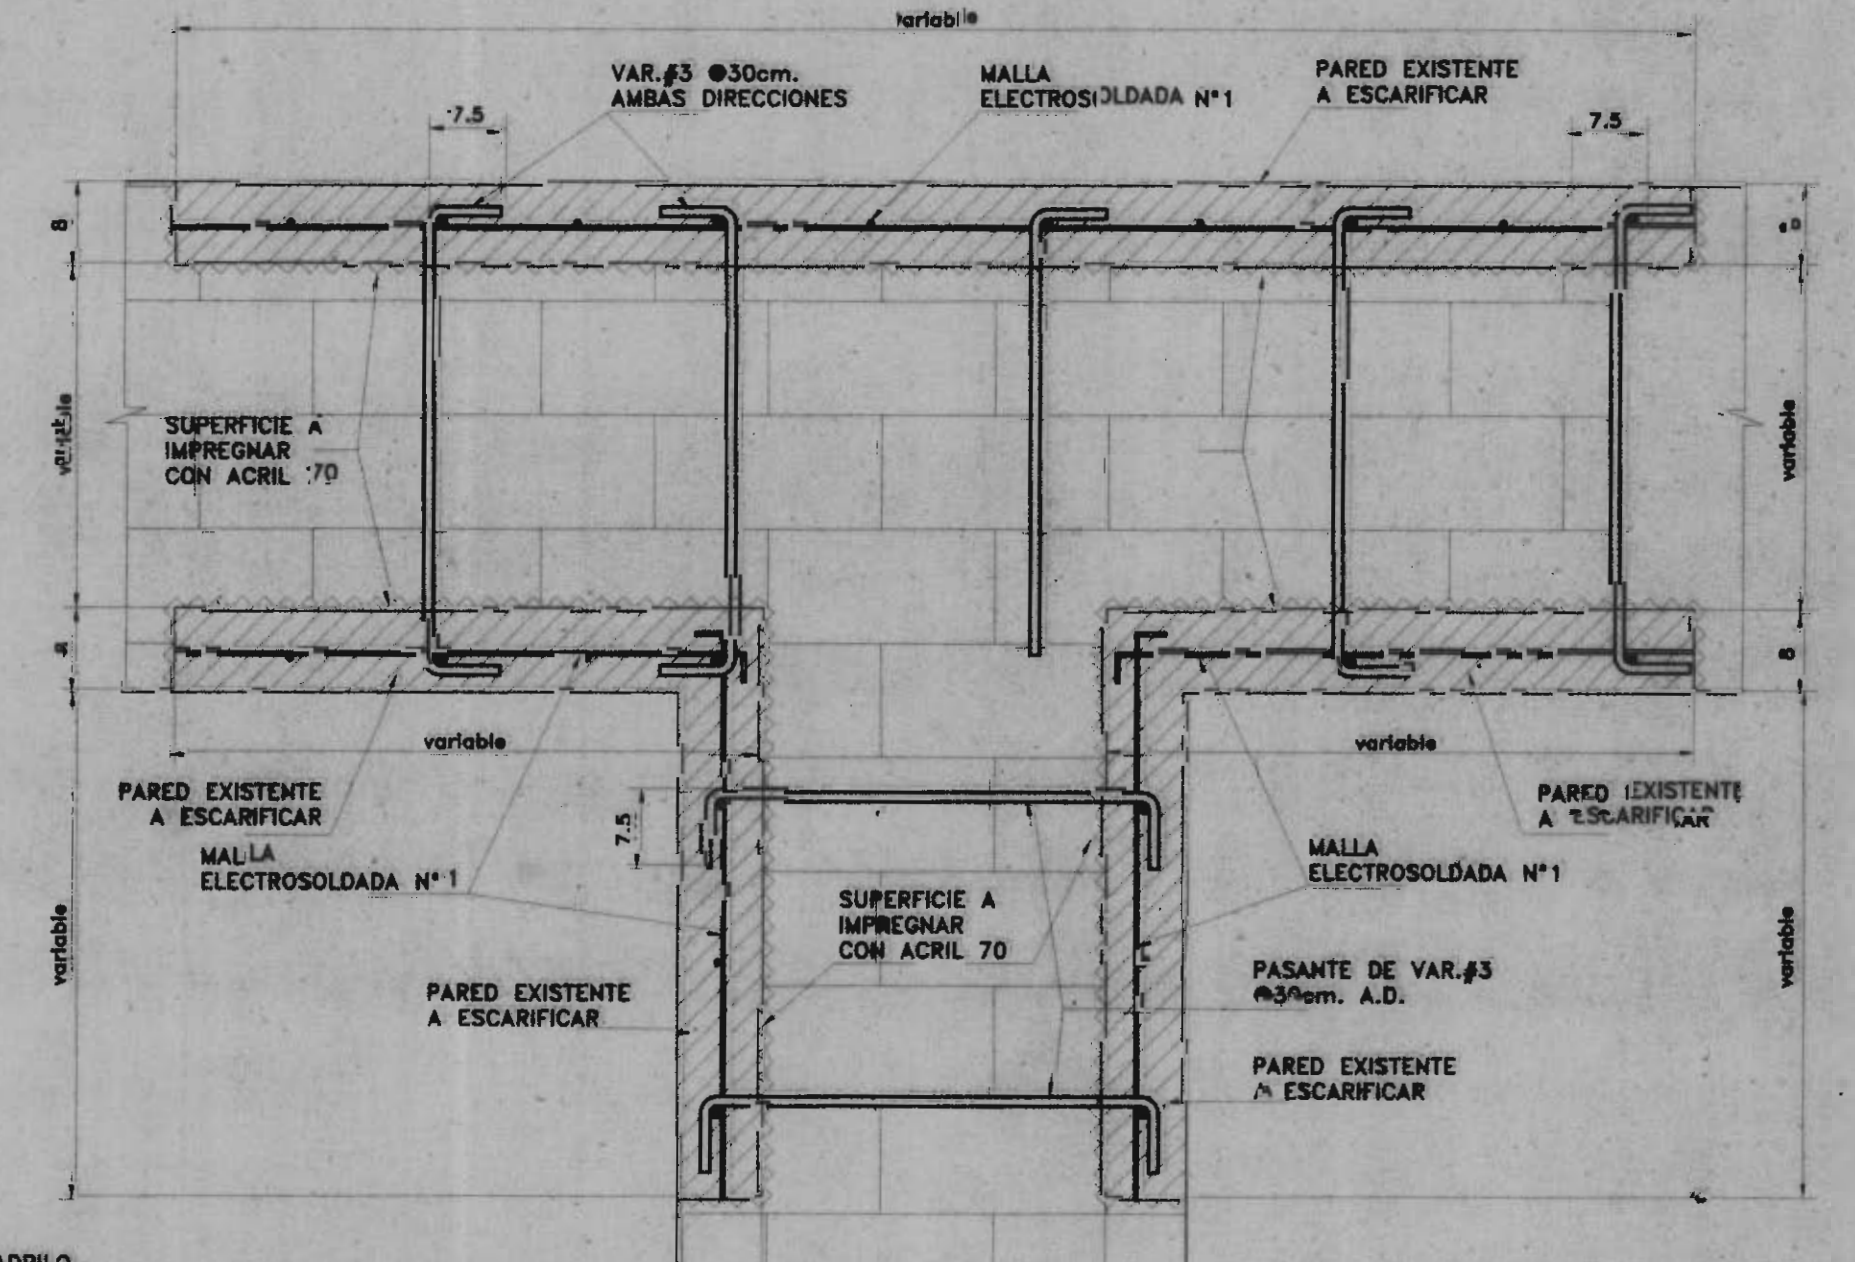 variable
VAR.#3 @30cm.
AMBAS DIRECCIONES
MALLA
ELECTROSOLDADA N°1
PARED EXISTENTE
A ESCARIFICAR
7.5
7.5
8
variable
variable
SUPERFICIE A
IMPREGNAR
CON ACRIL 70
8
8
variable
variable
PARED EXISTENTE
A ESCARIFICAR
MALLA
ELECTROSOLDADA N°1
7.5
PARED EXISTENTE
A ESCARIFICAR
MALLA
ELECTROSOLDADA N°1
SUPERFICIE A
IMPREGNAR
CON ACRIL 70
variable
variable
PARED EXISTENTE
A ESCARIFICAR
PASANTE DE VAR.#3
@30cm. A.D.
PARED EXISTENTE
A ESCARIFICAR